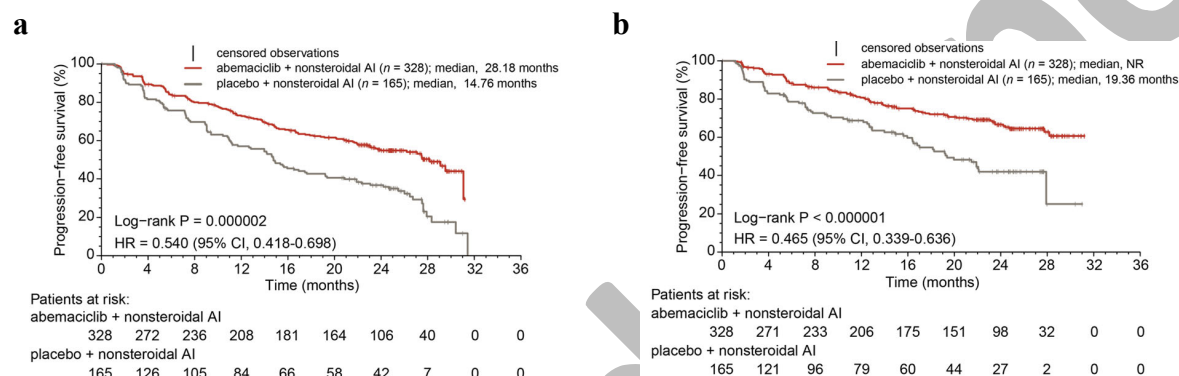 a
censored observations
abemaciclib + nonsteroidal AI (n = 328); median, 28.18 months
placebo + nonsteroidal AI (n = 165); median, 14.76 months
Progression−free survival (%)
100
80
60
40
20
0
Log−rank P = 0.000002
HR = 0.540 (95% CI, 0.418-0.698)
0 4 8 12 16 20 24 28 32 36
Time (months)
Patients at risk:
abemaciclib + nonsteroidal AI
328 272 236 208 181 164 106 40 0 0
placebo + nonsteroidal AI
165 126 105 84 66 58 42 7 0 0
b
censored observations
abemaciclib + nonsteroidal AI (n = 328); median, NR
placebo + nonsteroidal AI (n = 165); median, 19.36 months
Progression−free survival (%)
100
80
60
40
20
0
Log−rank P < 0.000001
HR = 0.465 (95% CI, 0.339-0.636)
0 4 8 12 16 20 24 28 32 36
Time (months)
Patients at risk:
abemaciclib + nonsteroidal AI
328 271 233 206 175 151 98 32 0 0
placebo + nonsteroidal AI
165 121 96 79 60 44 27 2 0 0